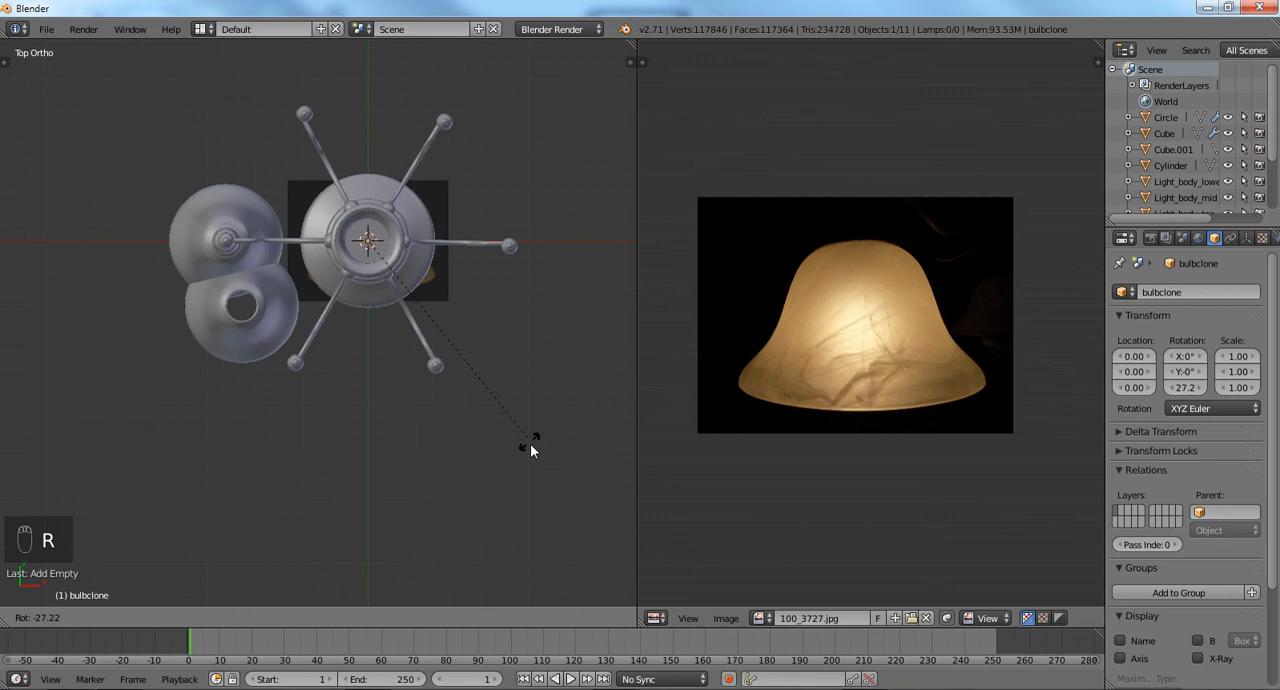 Blender
File Render Window Help Default Scene Blender Render v2.71 | Verts:117846 | Faces:117364 | Tris:234728 | Objects:1/11 | Lamps:0/0 | Mem:93.53M | bulbclone
Top Ortho
View Search All Scenes
Scene
RenderLayers
World
Circle
Cube
Cube.001
Cylinder
Light_body_lowe
Light_body_mid
bulbclone
bulbclone
Transform
Location: Rotation: Scale:
0.00 X:0° 1.00
0.00 Y:-0° 1.00
0.00 27.2 1.00
Rotation XYZ Euler
Delta Transform
Transform Locks
Relations
Layers: Parent:
Object
Pass Inde: 0
Groups
Add to Group
Display
Name B Box
Axis X-Ray
Maxim... Type:
R
Last: Add Empty
(1) bulbclone
Rot: -27.22
View Image 100_3727.jpg F View
-50 -40 -30 -20 -10 0 10 20 30 40 50 60 70 80 90 100 110 120 130 140 150 160 170 180 190 200 210 220 230 240 250 260 270 280
View Marker Frame Playback Start: 1 End: 250 1 No Sync